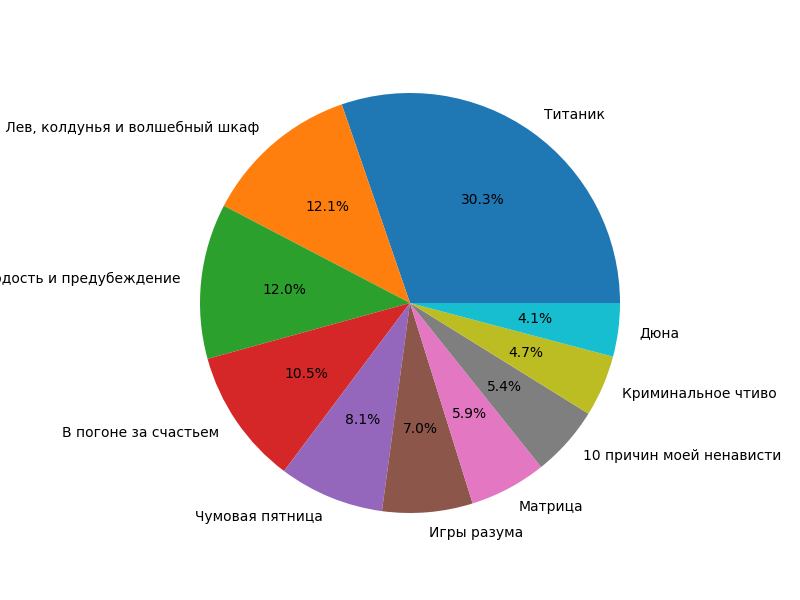 Титаник
30.3%
Лев, колдунья и волшебный шкаф
12.1%
и предубеждение
12.0%
В погоне за счастьем
10.5%
Чумовая пятница
8.1%
Игры разума
7.0%
Матрица
5.9%
10 причин моей ненависти
5.4%
Криминальное чтиво
4.7%
Дюна
4.1%